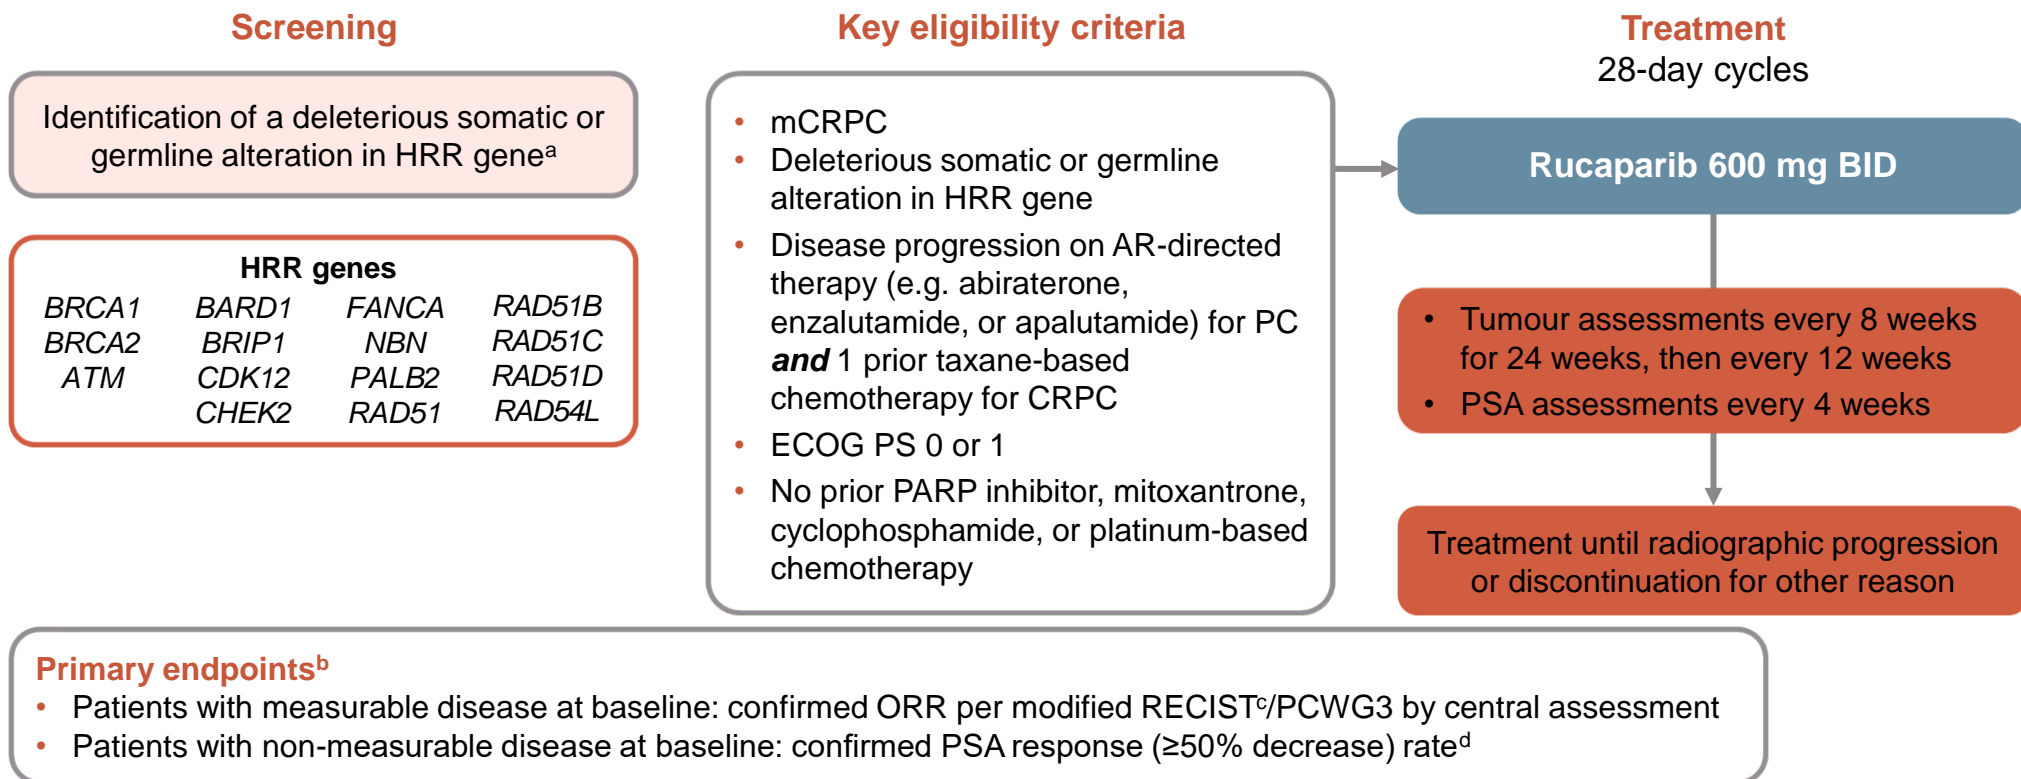 Screening
Identification of a deleterious somatic or
germline alteration in HRR geneᵃ
HRR genes
BRCA1 BARD1 FANCA RAD51B
BRCA2 BRIP1 NBN RAD51C
ATM CDK12 PALB2 RAD51D
CHEK2 RAD51 RAD54L
Key eligibility criteria
• mCRPC
• Deleterious somatic or germline
alteration in HRR gene
• Disease progression on AR-directed
therapy (e.g. abiraterone,
enzalutamide, or apalutamide) for PC
and 1 prior taxane-based
chemotherapy for CRPC
• ECOG PS 0 or 1
• No prior PARP inhibitor, mitoxantrone,
cyclophosphamide, or platinum-based
chemotherapy
Treatment
28-day cycles
Rucaparib 600 mg BID
• Tumour assessments every 8 weeks
for 24 weeks, then every 12 weeks
• PSA assessments every 4 weeks
Treatment until radiographic progression
or discontinuation for other reason
Primary endpointsᵇ
• Patients with measurable disease at baseline: confirmed ORR per modified RECISTᶜ/PCWG3 by central assessment
• Patients with non-measurable disease at baseline: confirmed PSA response (≥50% decrease) rateᵈ